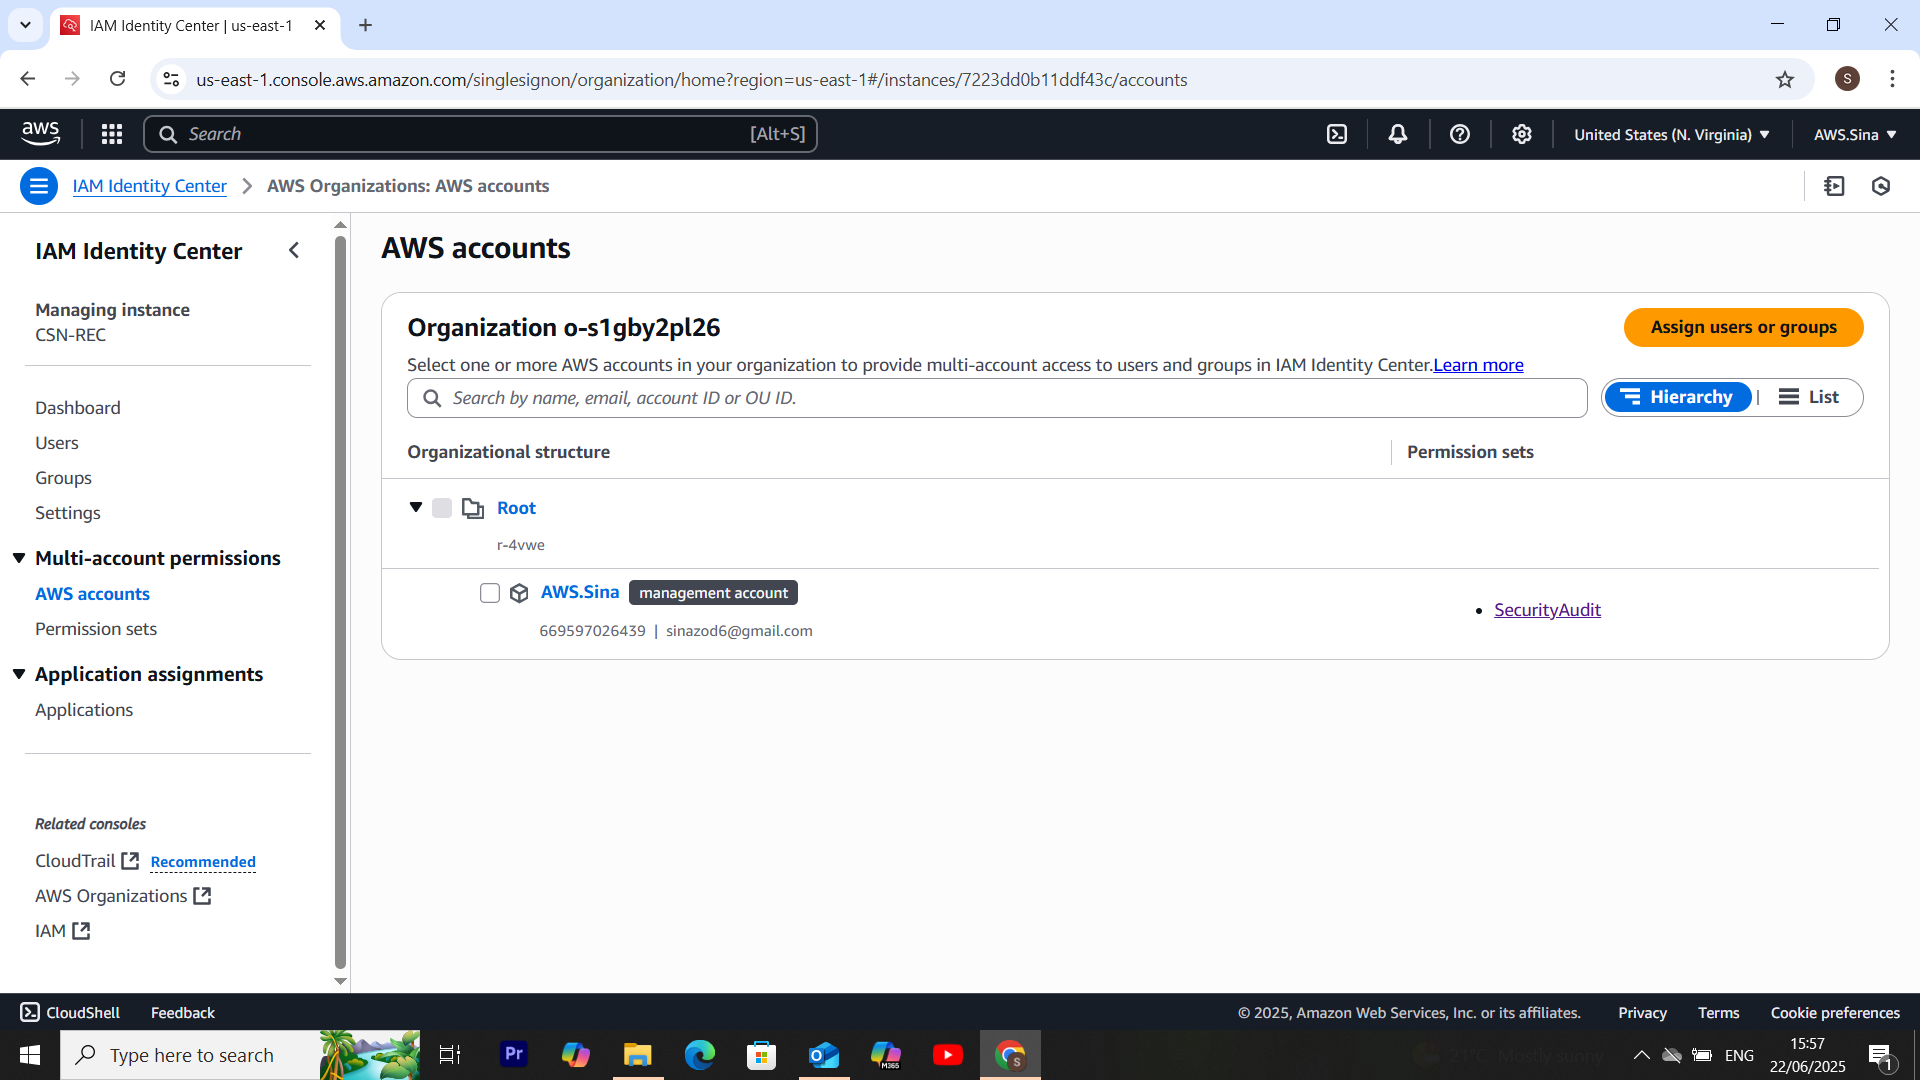 IAM Identity Center | us-east-1
us-east-1.console.aws.amazon.com/singlesignon/organization/home?region=us-east-1#/instances/7223dd0b11ddf43c/accounts
S
aws
Search
[Alt+S]
United States (N. Virginia)
AWS.Sina
IAM Identity Center > AWS Organizations: AWS accounts
IAM Identity Center
Managing instance
CSN-REC
Dashboard
Users
Groups
Settings
Multi-account permissions
AWS accounts
Permission sets
Application assignments
Applications
Related consoles
CloudTrail Recommended
AWS Organizations
IAM
AWS accounts
Organization o-s1gby2pl26
Assign users or groups
Select one or more AWS accounts in your organization to provide multi-account access to users and groups in IAM Identity Center.Learn more
Search by name, email, account ID or OU ID.
Hierarchy | List
Organizational structure
Permission sets
Root
r-4vwe
AWS.Sina management account
669597026439 | sinazod6@gmail.com
• SecurityAudit
CloudShell
Feedback
© 2025, Amazon Web Services, Inc. or its affiliates.
Privacy
Terms
Cookie preferences
Type here to search
Pr
M365
S
21°C Mostly sunny
ENG
15:57
22/06/2025
1